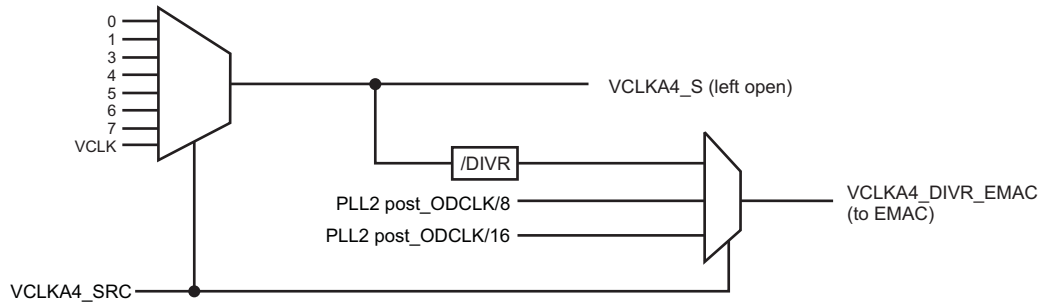 0
1
3
4
5
6
7
VCLK
VCLKA4_S (left open)
/DIVR
PLL2 post_ODCLK/8
PLL2 post_ODCLK/16
VCLKA4_DIVR_EMAC
(to EMAC)
VCLKA4_SRC